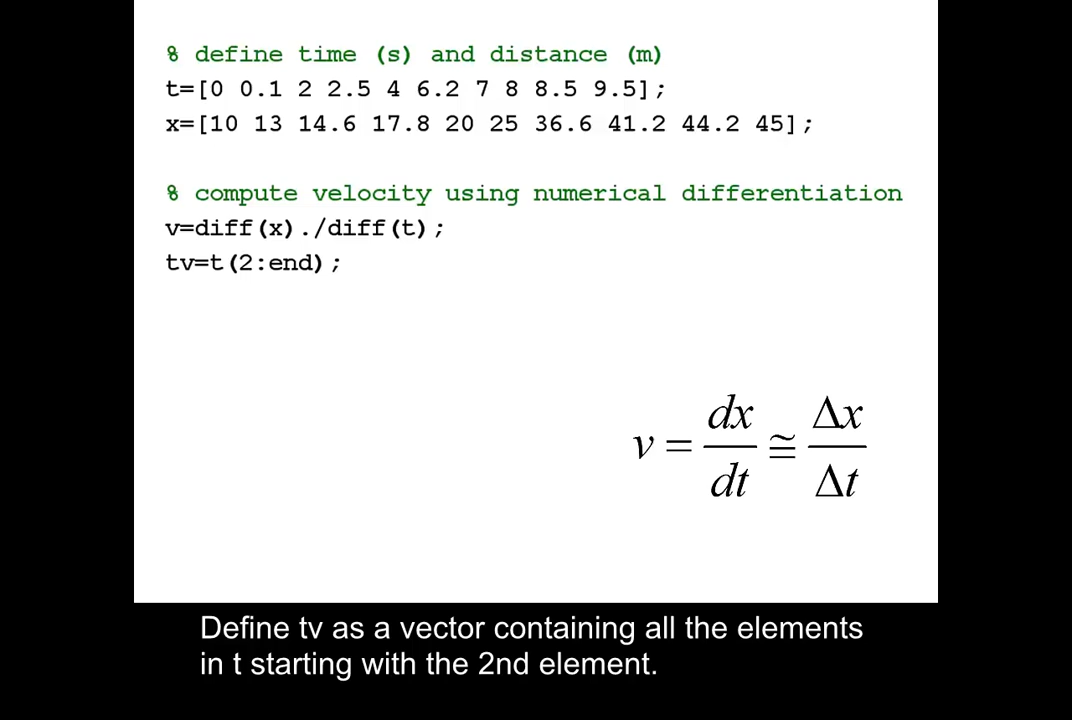 % define time (s) and distance (m)
t=[0 0.1 2 2.5 4 6.2 7 8 8.5 9.5];
x=[10 13 14.6 17.8 20 25 36.6 41.2 44.2 45];
% compute velocity using numerical differentiation
v=diff(x)./diff(t);
tv=t(2:end);
v = dx/dt ≅ Δx/Δt
Define tv as a vector containing all the elements
in t starting with the 2nd element.